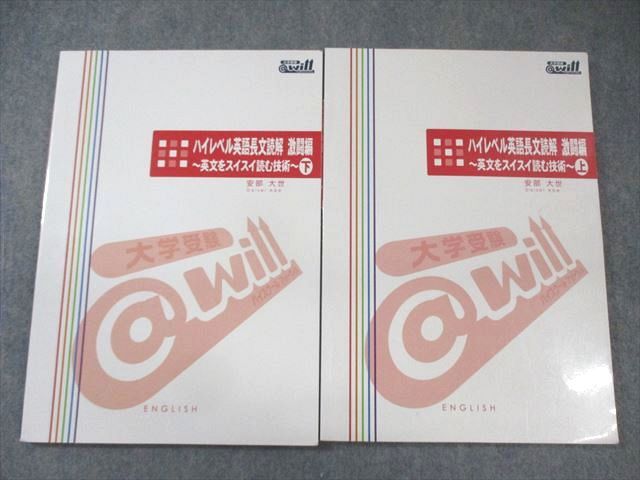 @will
ハイレベル英語長文読解 激闘編
~英文をスイスイ読む技術~下
安部 大世
Daisei Abe
大学受験
@will
ENGLISH
@will
ハイレベル英語長文読解 激闘編
~英文をスイスイ読む技術~上
安部 大世
Daisei Abe
大学受験
@will
ENGLISH